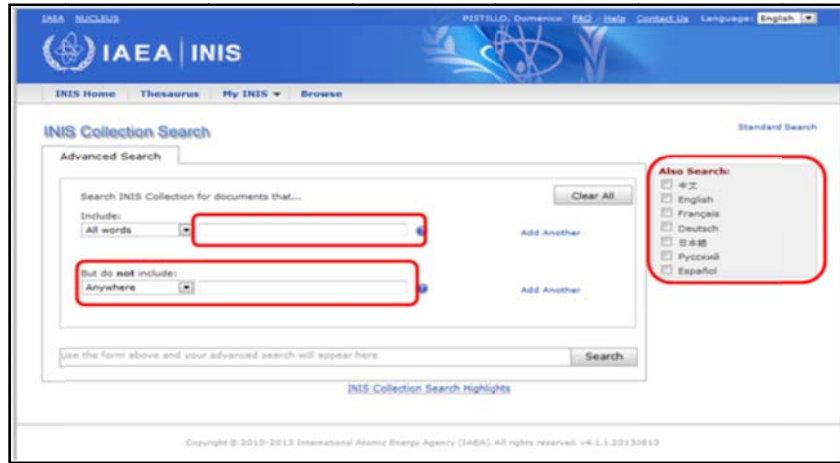 IAEA NUCLEUS PISTILLO, Domenico FAQ Help Contact Us Language: English
IAEA INIS
INIS Home Thesaurus My INIS Browse
INIS Collection Search
Standard Search
Advanced Search
Search INIS Collection for documents that...
Clear All
Include:
All words
Add Another
But do not include:
Anywhere
Add Another
use the form above and your advanced search will appear here
Search
INIS Collection Search Highlights
Also Search:
中文
English
Français
Deutsch
日本語
Русский
Español
Copyright © 2010-2013 International Atomic Energy Agency (IAEA). All rights reserved. v4.1.1.20130813